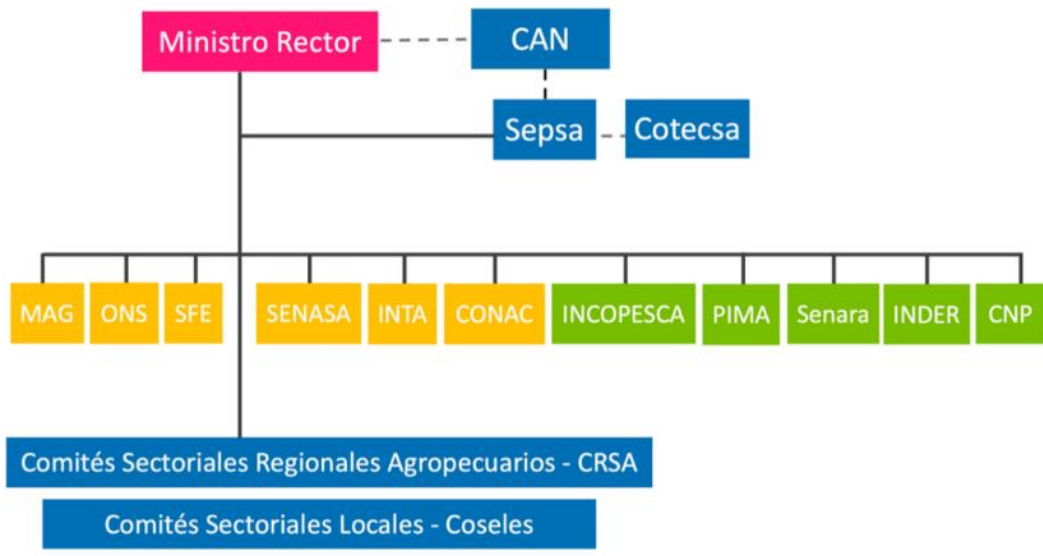 Ministro Rector
CAN
Sepsa
Cotecsa
MAG
ONS
SFE
SENASA
INTA
CONAC
INCOPESCA
PIMA
Senara
INDER
CNP
Comités Sectoriales Regionales Agropecuarios - CRSA
Comités Sectoriales Locales - Coseles